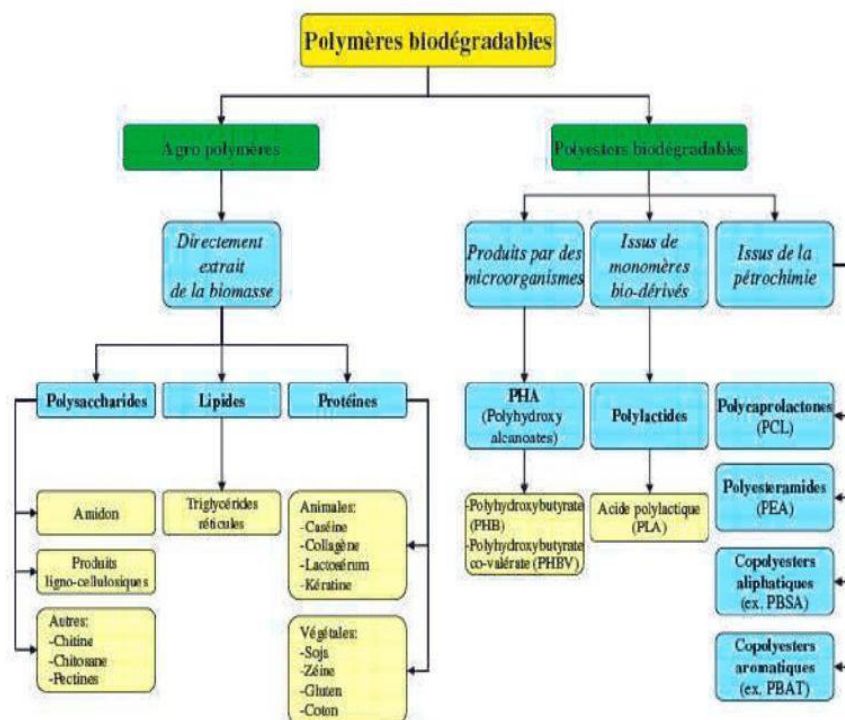 Polymères biodégradables
Agro polymères
Polyesters biodégradables
Directement
extrait
de la biomasse
Produits par des
microorganismes
Issus de
monomères
bio-dérivés
Issus de la
pétrochimie
Polysaccharides
Lipides
Protéines
PHA
(Polyhydroxy
alcanoates)
Polylactides
Polycaprolactones
(PCL)
Amidon
Produits
ligno-cellulosiques
Autres:
-Chitine
-Chitosane
-Pectines
Triglycérides
réticules
Animales:
-Caséine
-Collagène
-Lactosérum
-Kératine
Végétales:
-Sojs
-Zéine
-Gluten
-Coton
-Polyhydroxybutyrate
(PHB)
-Polyhydroxybutyrate
co-valérate (PHBV)
Acide polylactique
(PLA)
Polyesteramides
(PEA)
Copolyesters
aliphatiques
(ex. PBSA)
Copolyesters
aromatiques
(ex. PBAT)